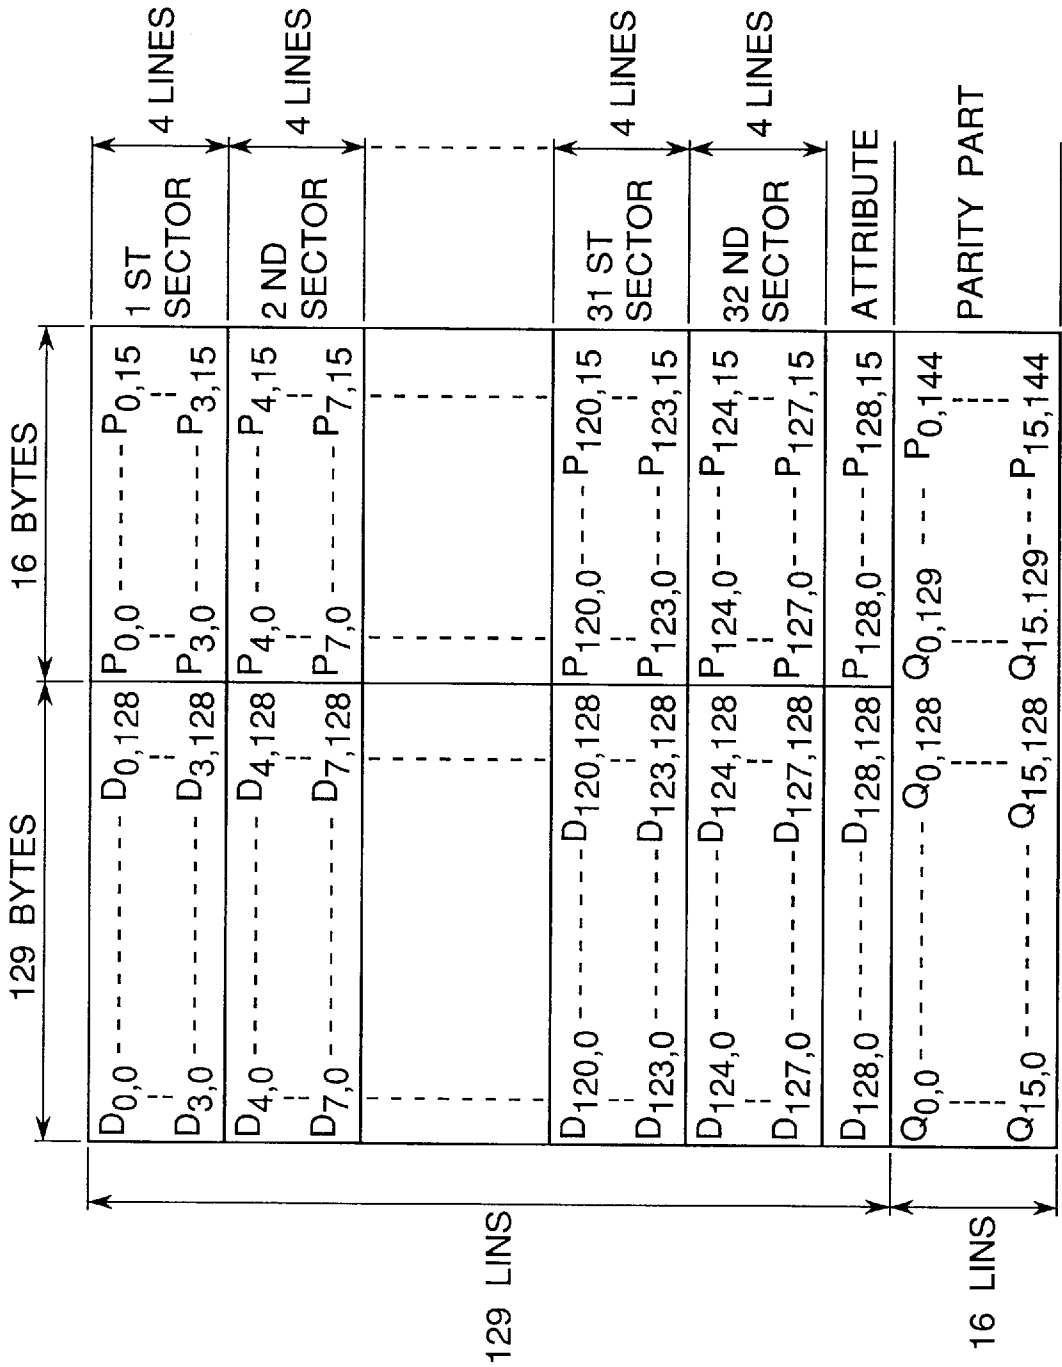 129 BYTES 16 BYTES
D0,0 D0,128 P0,0 P0,15 1 ST SECTOR 4 LINES
D3,0 D3,128 P3,0 P3,15
D4,0 D4,128 P4,0 P4,15 2 ND SECTOR 4 LINES
D7,0 D7,128 P7,0 P7,15
129 LINS
D120,0 D120,128 P120,0 P120,15 31 ST SECTOR 4 LINES
D123,0 D123,128 P123,0 P123,15
D124,0 D124,128 P124,0 P124,15 32 ND SECTOR 4 LINES
D127,0 D127,128 P127,0 P127,15
D128,0 D128,128 P128,0 P128,15 ATTRIBUTE
16 LINS
Q0,0 Q0,128 Q0,129 P0,144 PARITY PART
Q15,0 Q15,128 Q15.129 P15,144